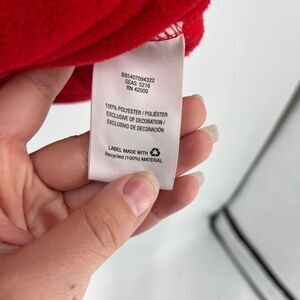 BB5407094322
SEAS: 5216
RN 42000
100% POLYESTER / POLIÉSTER
EXCLUSIVE OF DECORATION /
EXCLUSIVO DE DECORACIÓN
LABEL MADE WITH
Recycled (100%) MATERIAL